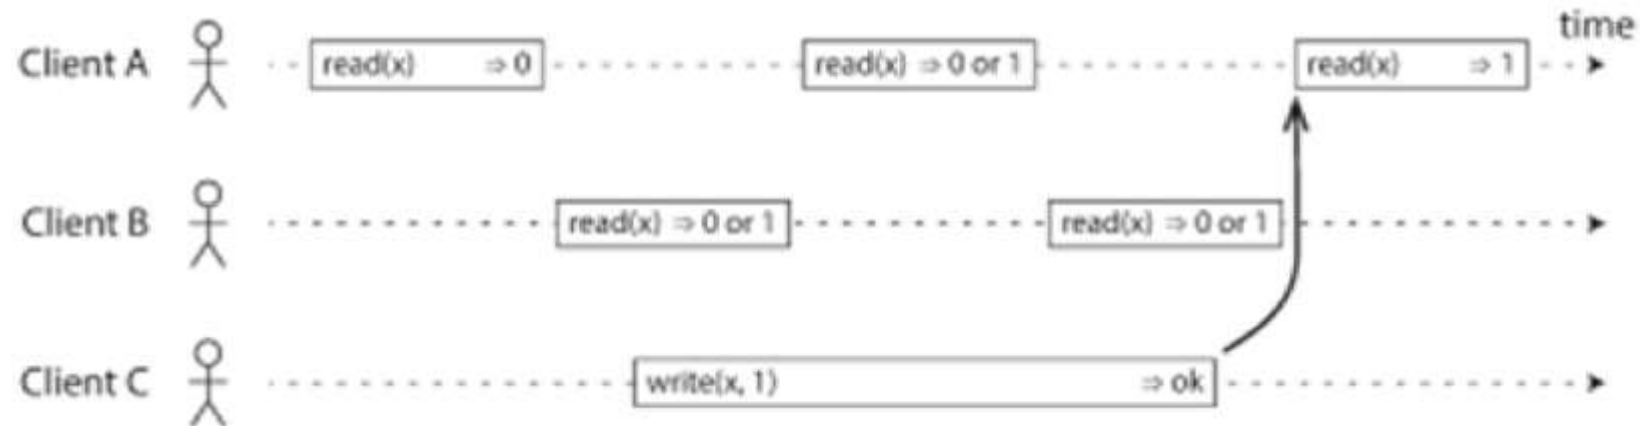 time
Client A read(x) ⇒ 0 read(x) ⇒ 0 or 1 read(x) ⇒ 1
Client B read(x) ⇒ 0 or 1 read(x) ⇒ 0 or 1
Client C write(x, 1) ⇒ ok